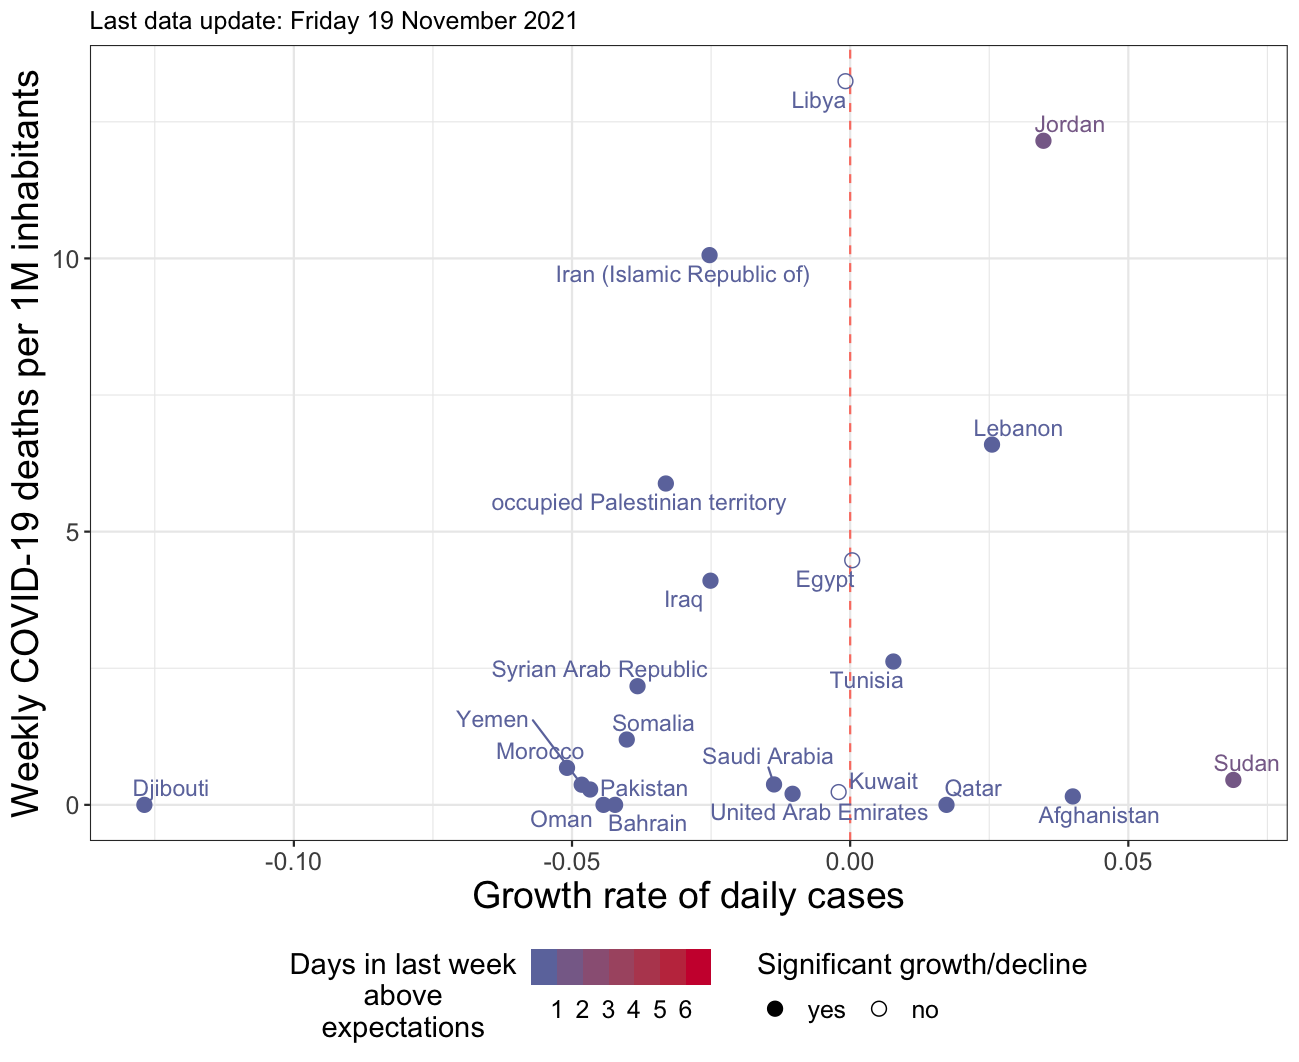 Last data update: Friday 19 November 2021
Weekly COVID-19 deaths per 1M inhabitants
10
5
0
Libya
Jordan
Iran (Islamic Republic of)
Lebanon
occupied Palestinian territory
Egypt
Iraq
Syrian Arab Republic
Tunisia
Yemen
Somalia
Morocco
Saudi Arabia
Sudan
Djibouti
Pakistan
Kuwait
Qatar
Oman
Bahrain
United Arab Emirates
Afghanistan
-0.10
-0.05
0.00
0.05
Growth rate of daily cases
Days in last week
above
expectations
1 2 3 4 5 6
Significant growth/decline
yes
no